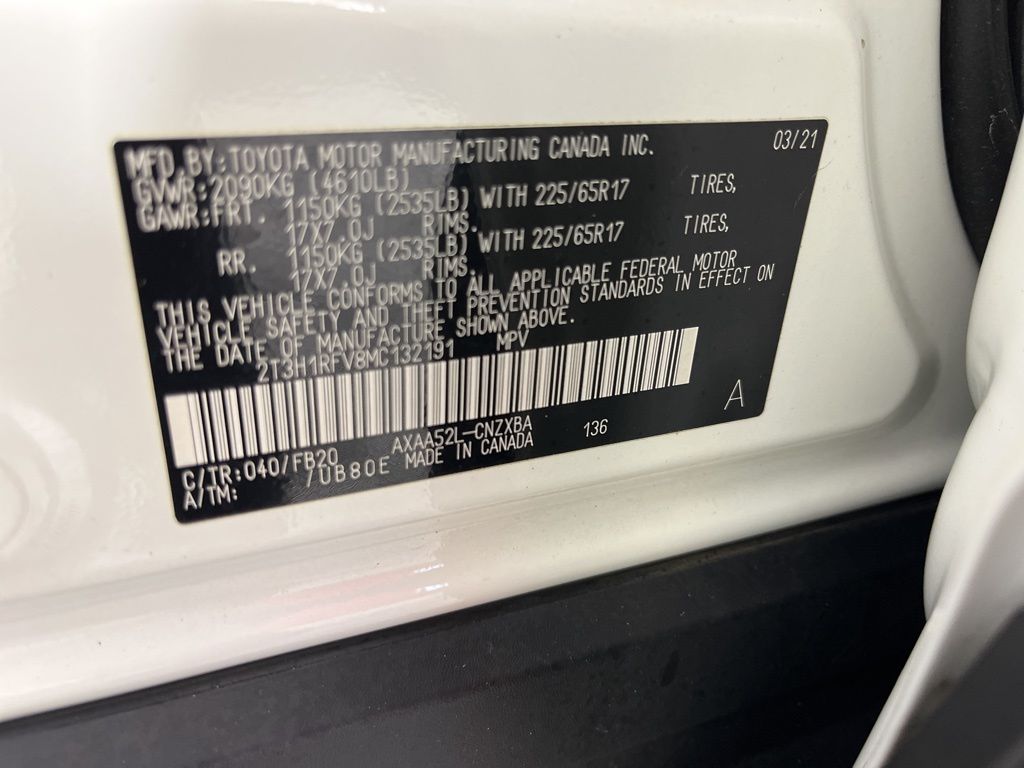 MFD.BY:TOYOTA MOTOR MANUFACTURING CANADA INC. 03/21
GVWR:2090KG (4610LB)
GAWR:FRT. 1150KG (2535LB) WITH 225/65R17 TIRES,
17X7.0J RIMS.
RR. 1150KG (2535LB) WITH 225/65R17 TIRES,
17X7.0J RIMS.
THIS VEHICLE CONFORMS TO ALL APPLICABLE FEDERAL MOTOR
VEHICLE SAFETY AND THEFT PREVENTION STANDARDS IN EFFECT ON
THE DATE OF MANUFACTURE SHOWN ABOVE.
2T3H1RFV8MC132191 MPV
C/TR:040/FB20 AXAA52L-CNZXBA 136 A
A/TM: /UB80E MADE IN CANADA